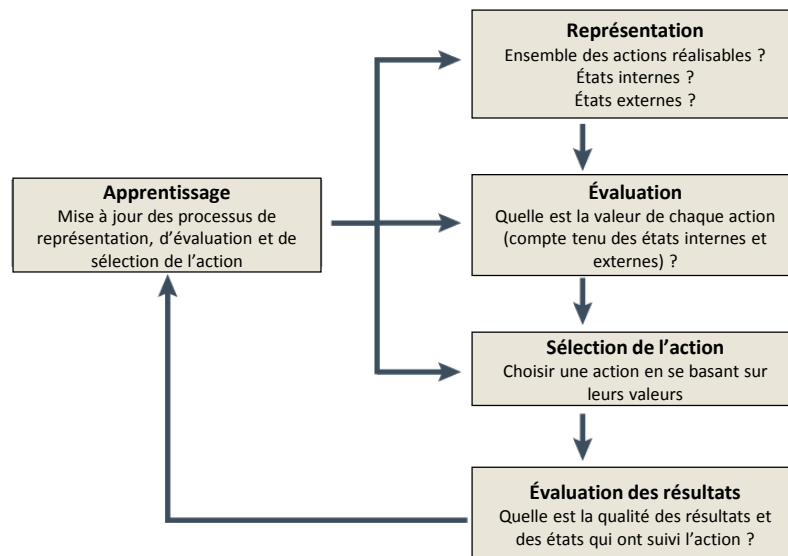 Représentation
Ensemble des actions réalisables ?
États internes ?
États externes ?
Apprentissage
Mise à jour des processus de
représentation, d’évaluation et de
sélection de l’action
Évaluation
Quelle est la valeur de chaque action
(compte tenu des états internes et
externes) ?
Sélection de l’action
Choisir une action en se basant sur
leurs valeurs
Évaluation des résultats
Quelle est la qualité des résultats et
des états qui ont suivi l’action ?